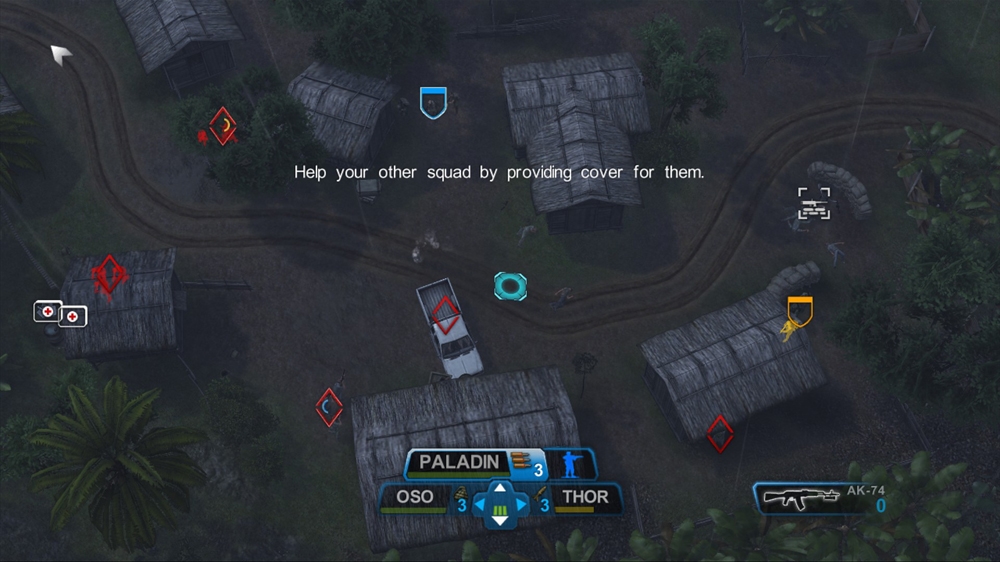 Help your other squad by providing cover for them.
PALADIN
3
OSO
3
3
THOR
AK-74
0